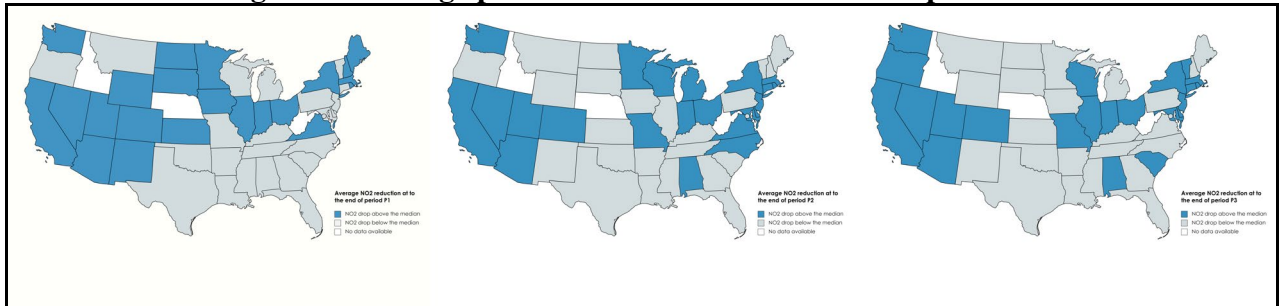 Average NO2 reduction at to
the end of period P1
NO2 drop above the median
NO2 drop below the median
No data available
Average NO2 reduction at to
the end of period P2
NO2 drop above the median
NO2 drop below the median
No data available
Average NO2 reduction at to
the end of period P3
NO2 drop above the median
NO2 drop below the median
No data available